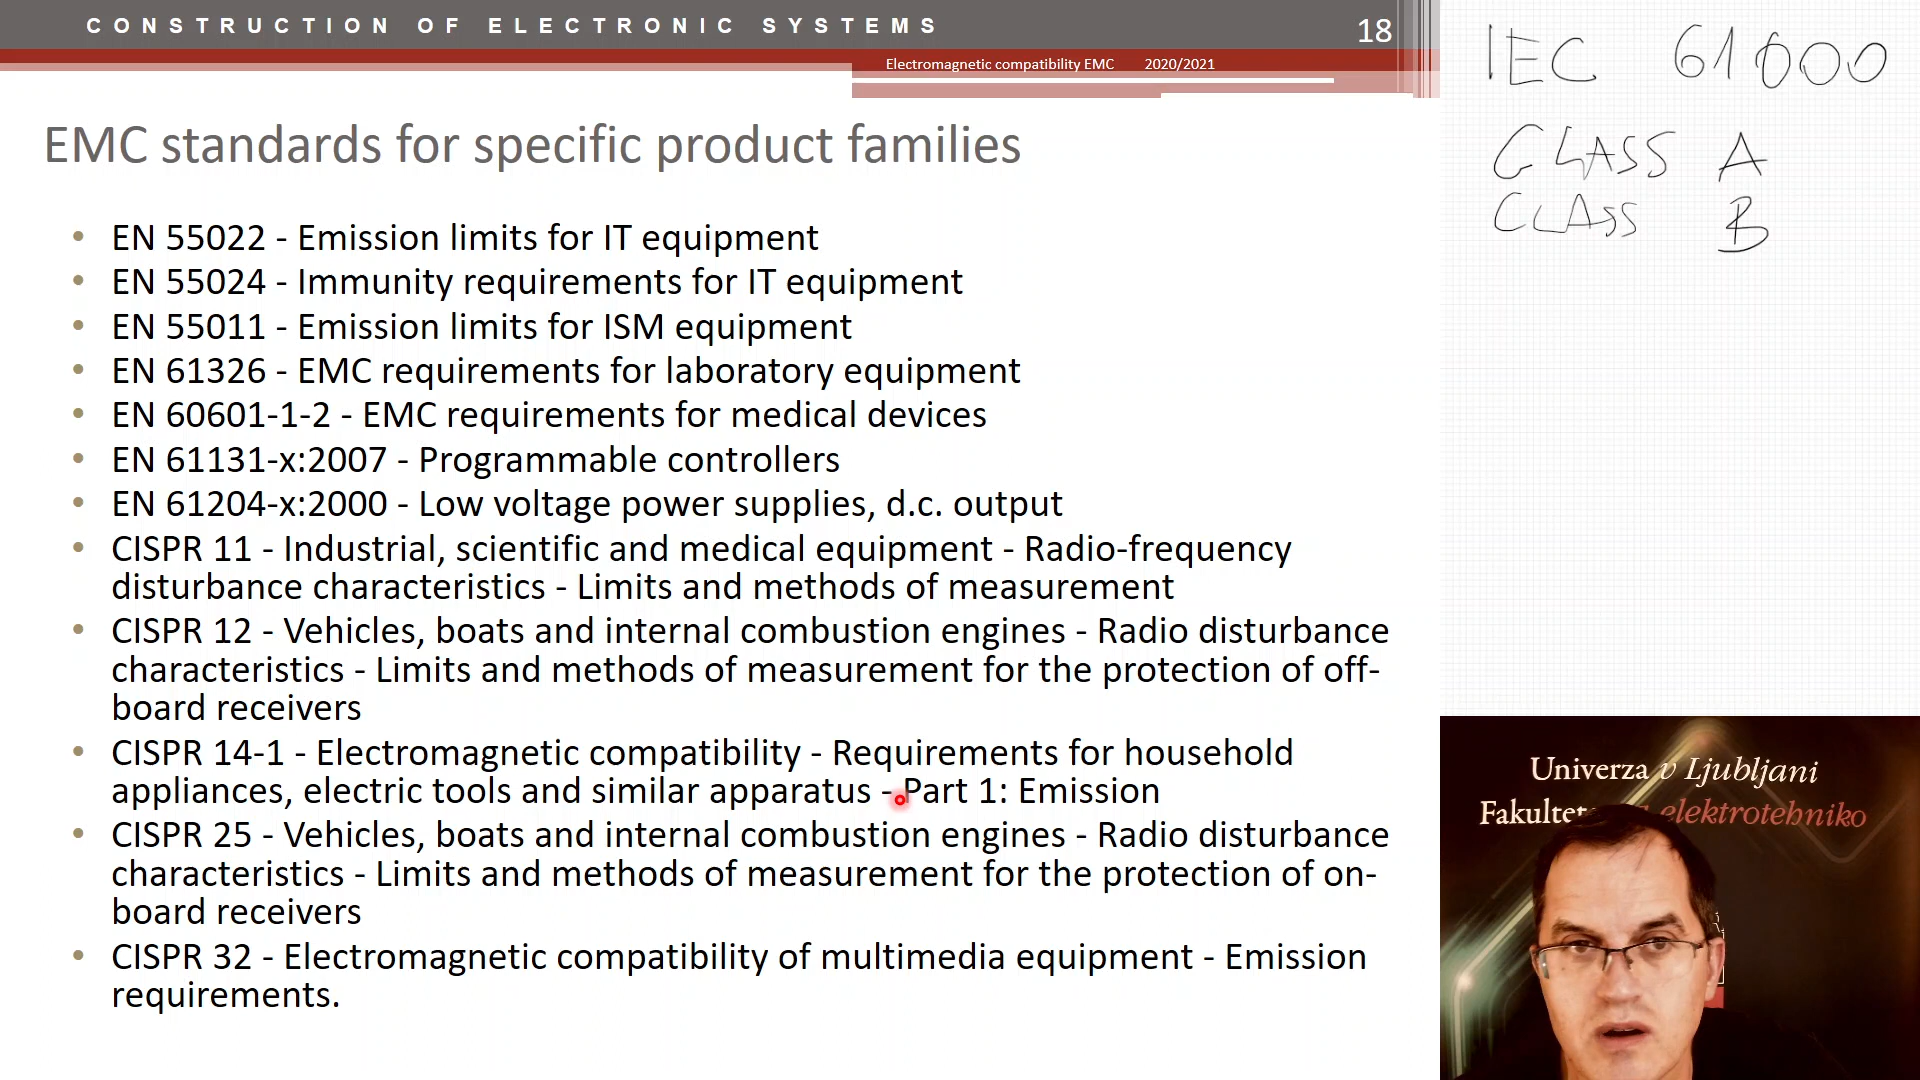 CONSTRUCTION OF ELECTRONIC SYSTEMS
18
Electromagnetic compatibility EMC 2020/2021
EMC standards for specific product families
• EN 55022 - Emission limits for IT equipment
• EN 55024 - Immunity requirements for IT equipment
• EN 55011 - Emission limits for ISM equipment
• EN 61326 - EMC requirements for laboratory equipment
• EN 60601-1-2 - EMC requirements for medical devices
• EN 61131-x:2007 - Programmable controllers
• EN 61204-x:2000 - Low voltage power supplies, d.c. output
• CISPR 11 - Industrial, scientific and medical equipment - Radio-frequency
disturbance characteristics - Limits and methods of measurement
• CISPR 12 - Vehicles, boats and internal combustion engines - Radio disturbance
characteristics - Limits and methods of measurement for the protection of off-
board receivers
• CISPR 14-1 - Electromagnetic compatibility - Requirements for household
appliances, electric tools and similar apparatus - Part 1: Emission
• CISPR 25 - Vehicles, boats and internal combustion engines - Radio disturbance
characteristics - Limits and methods of measurement for the protection of on-
board receivers
• CISPR 32 - Electromagnetic compatibility of multimedia equipment - Emission
requirements.
IEC 61000
CLASS A
CLASS B
Univerza v Ljubljani
elektrotehniko